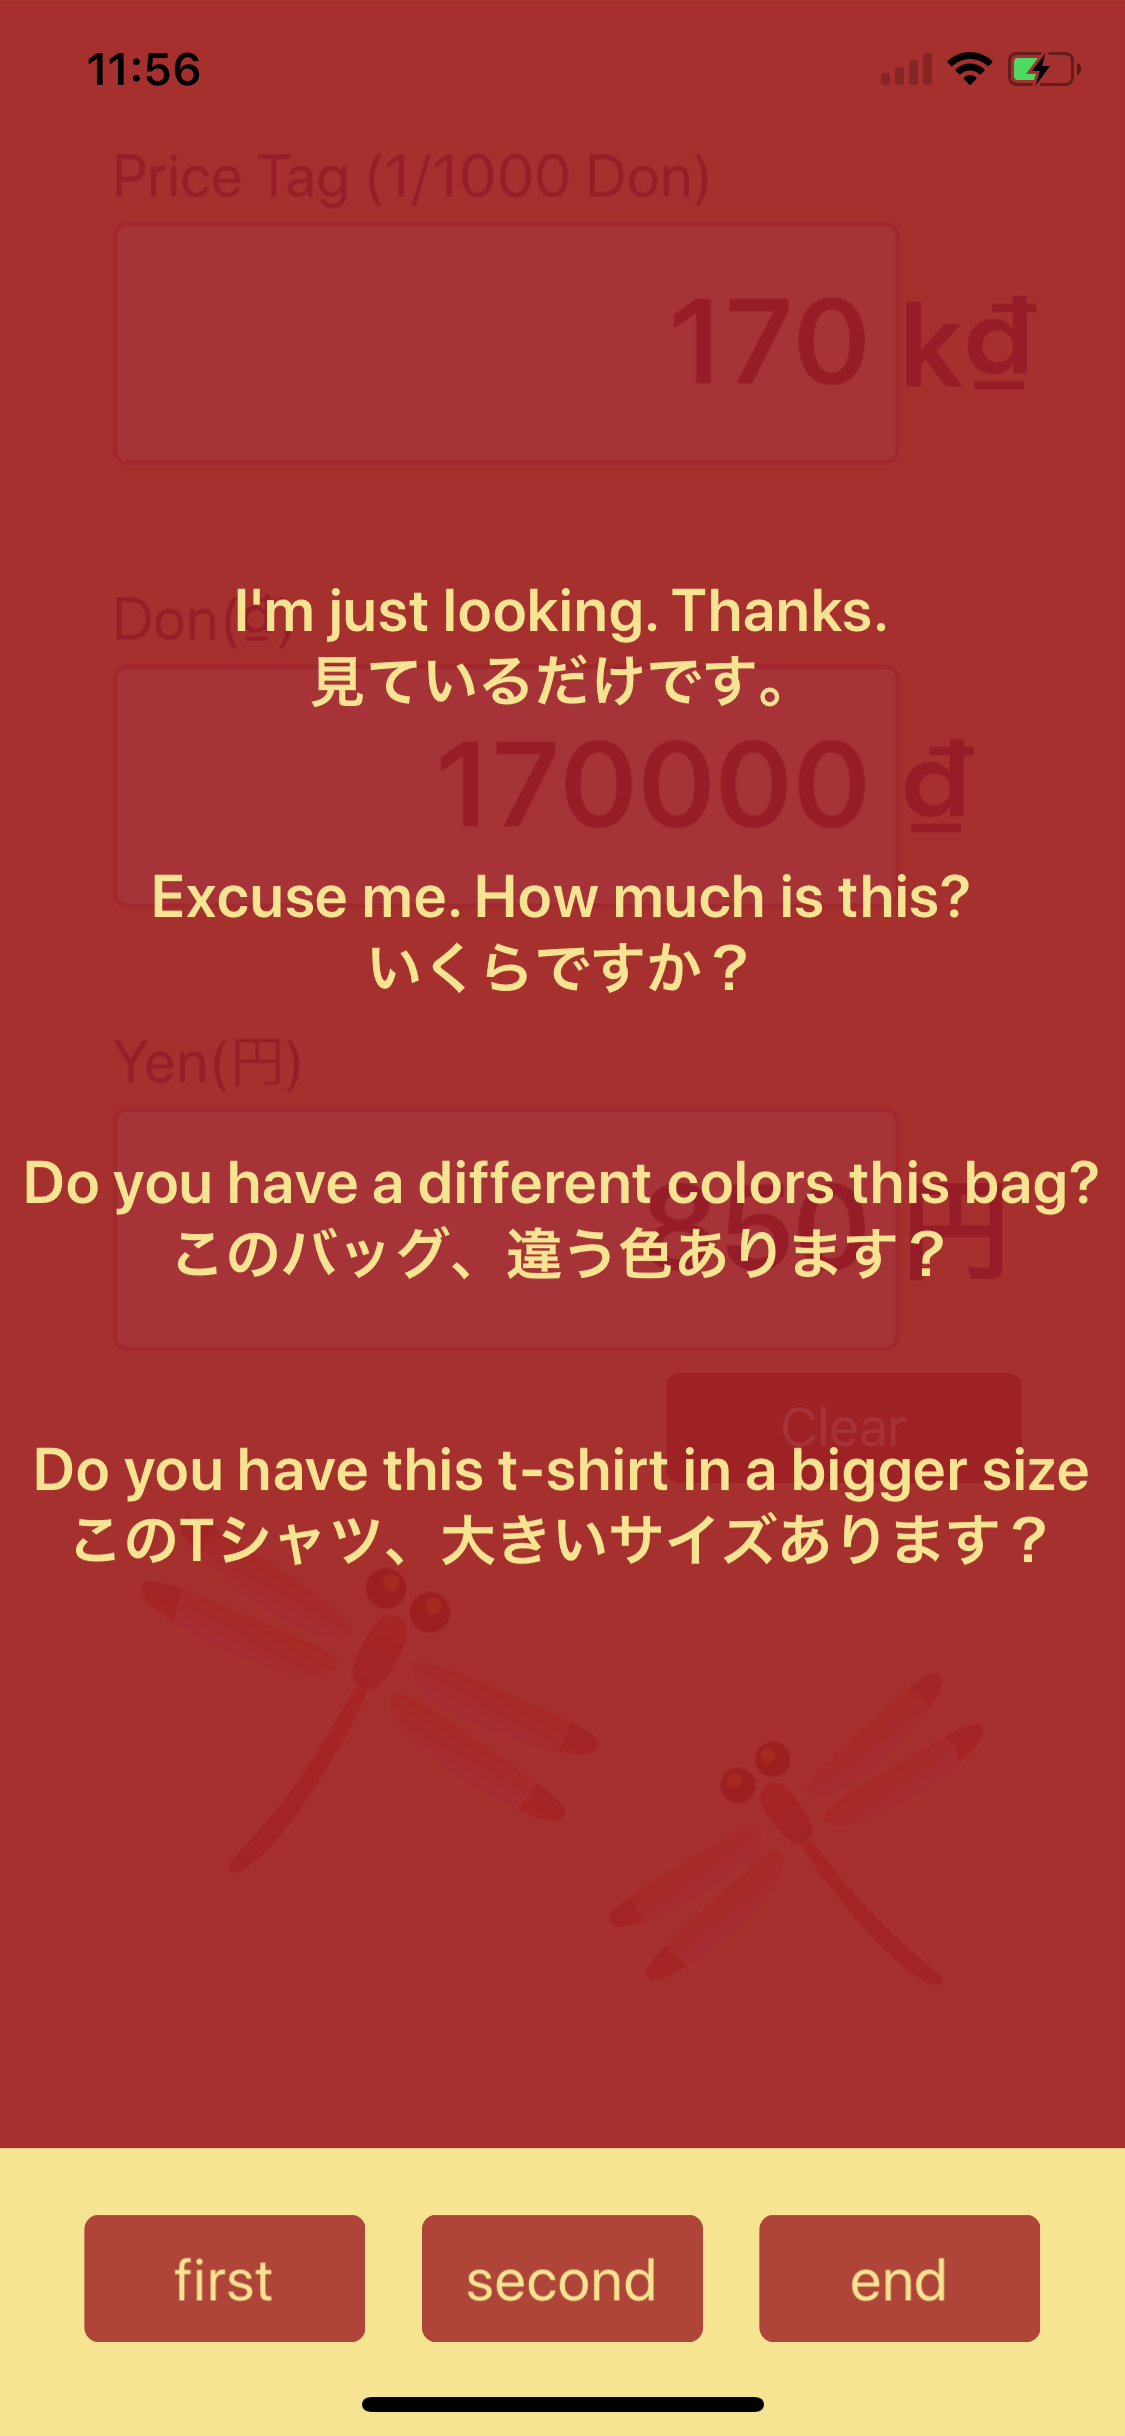 11:56
Price Tag (1/1000 Don)
170 kđ
Don(đ)
I'm just looking. Thanks.
見ているだけです。
170000 đ
Excuse me. How much is this?
いくらですか？
Yen(円)
Do you have a different colors this bag?
850 円
このバッグ、違う色あります？
Clear
Do you have this t-shirt in a bigger size
このTシャツ、大きいサイズあります？
first
second
end